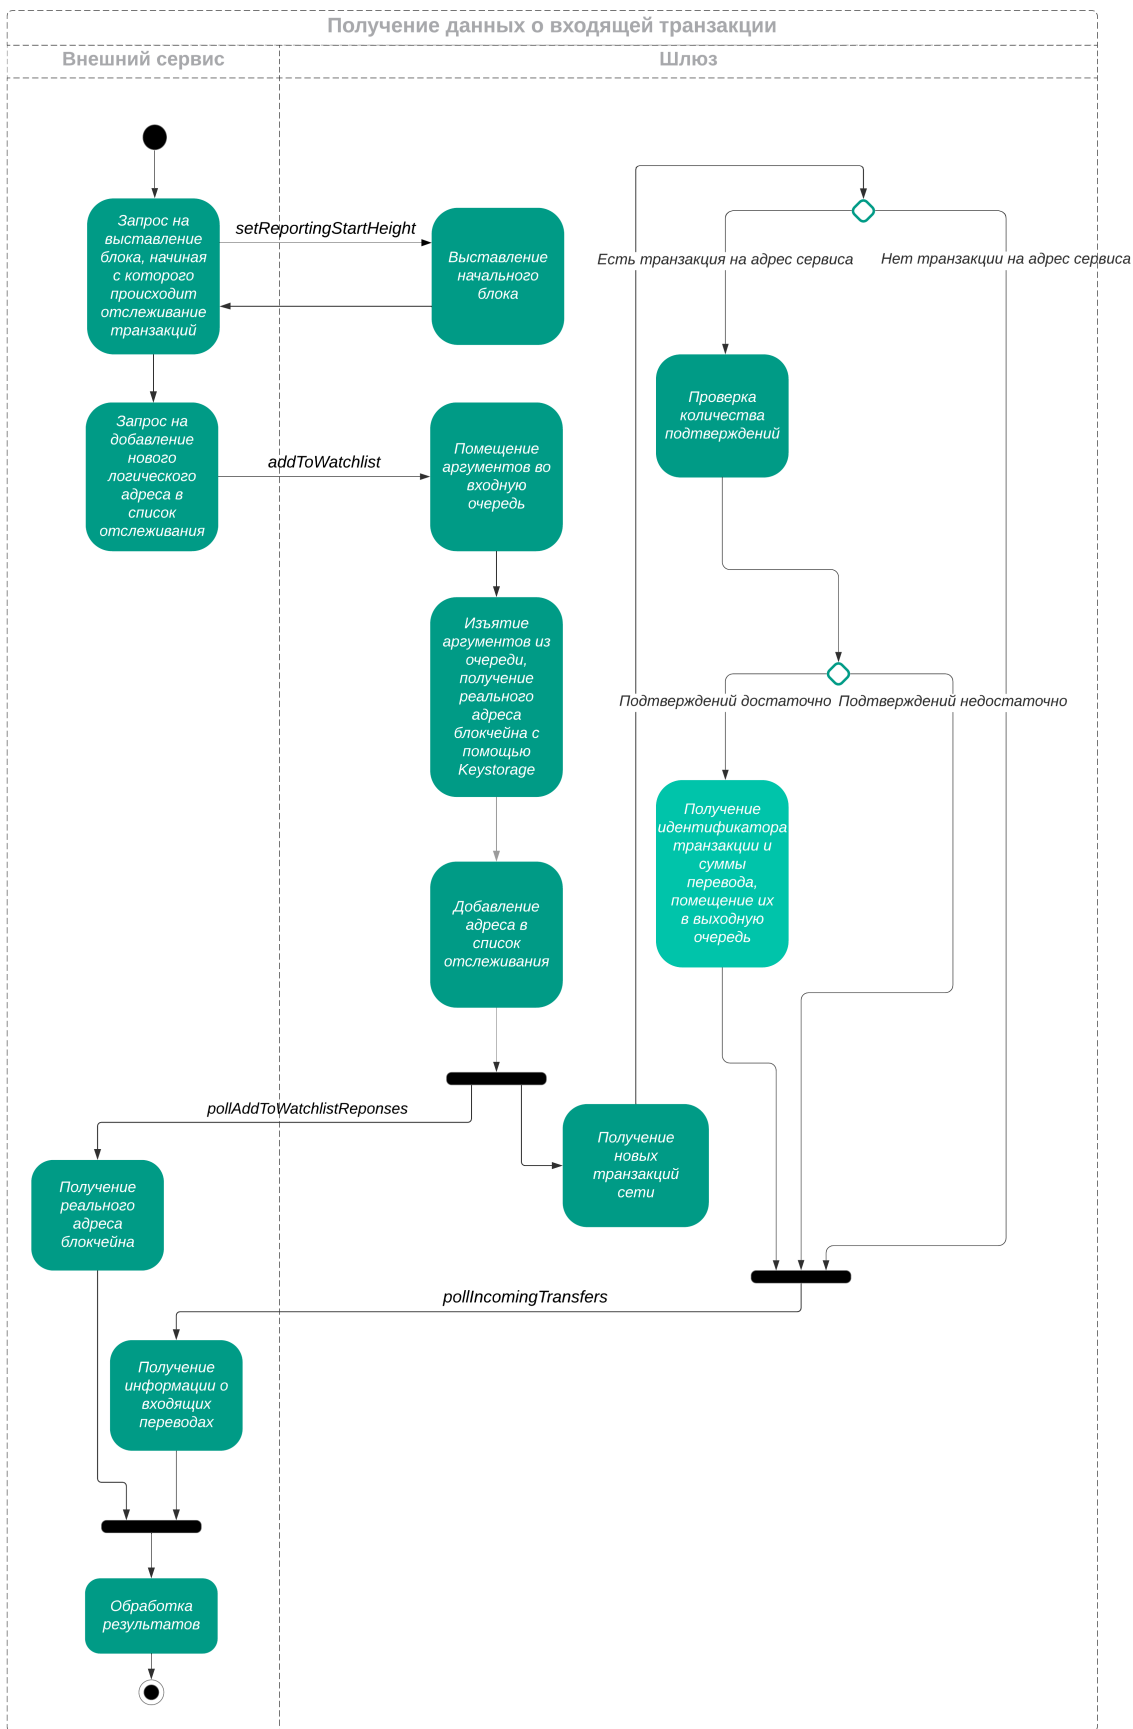 Получение данных о входящей транзакции
Внешний сервис
Шлюз
Запрос на
выставление
блока, начиная
с которого
происходит
отслеживание
транзакций
setReportingStartHeight
Выставление
начального
блока
Есть транзакция на адрес сервиса
Нет транзакции на адрес сервиса
Проверка
количества
подтверждений
Запрос на
добавление
нового
логического
адреса в
список
отслеживания
addToWatchlist
Помещение
аргументов во
входную
очередь
Изъятие
аргументов из
очереди,
получение
реального
адреса
блокчейна с
помощью
Keystorage
Подтверждений достаточно
Подтверждений недостаточно
Получение
идентификатора
транзакции и
суммы
перевода,
помещение их
в выходную
очередь
Добавление
адреса в
список
отслеживания
pollAddToWatchlistReponses
Получение
новых
транзакций
сети
Получение
реального
адреса
блокчейна
pollIncomingTransfers
Получение
информации о
входящих
переводах
Обработка
результатов